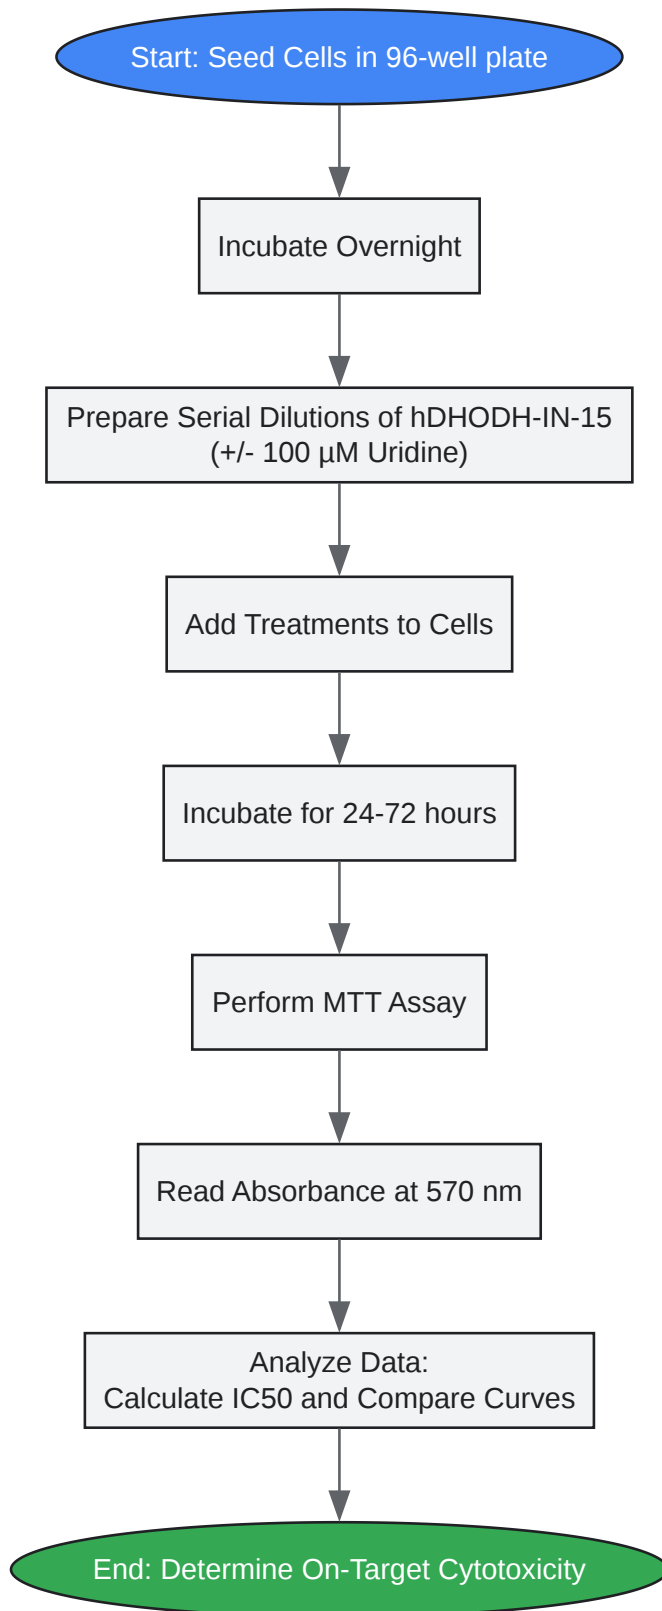 Start: Seed Cells in 96-well plate
Incubate Overnight
Prepare Serial Dilutions of hDHODH-IN-15
(+/- 100 µM Uridine)
Add Treatments to Cells
Incubate for 24-72 hours
Perform MTT Assay
Read Absorbance at 570 nm
Analyze Data:
Calculate IC50 and Compare Curves
End: Determine On-Target Cytotoxicity